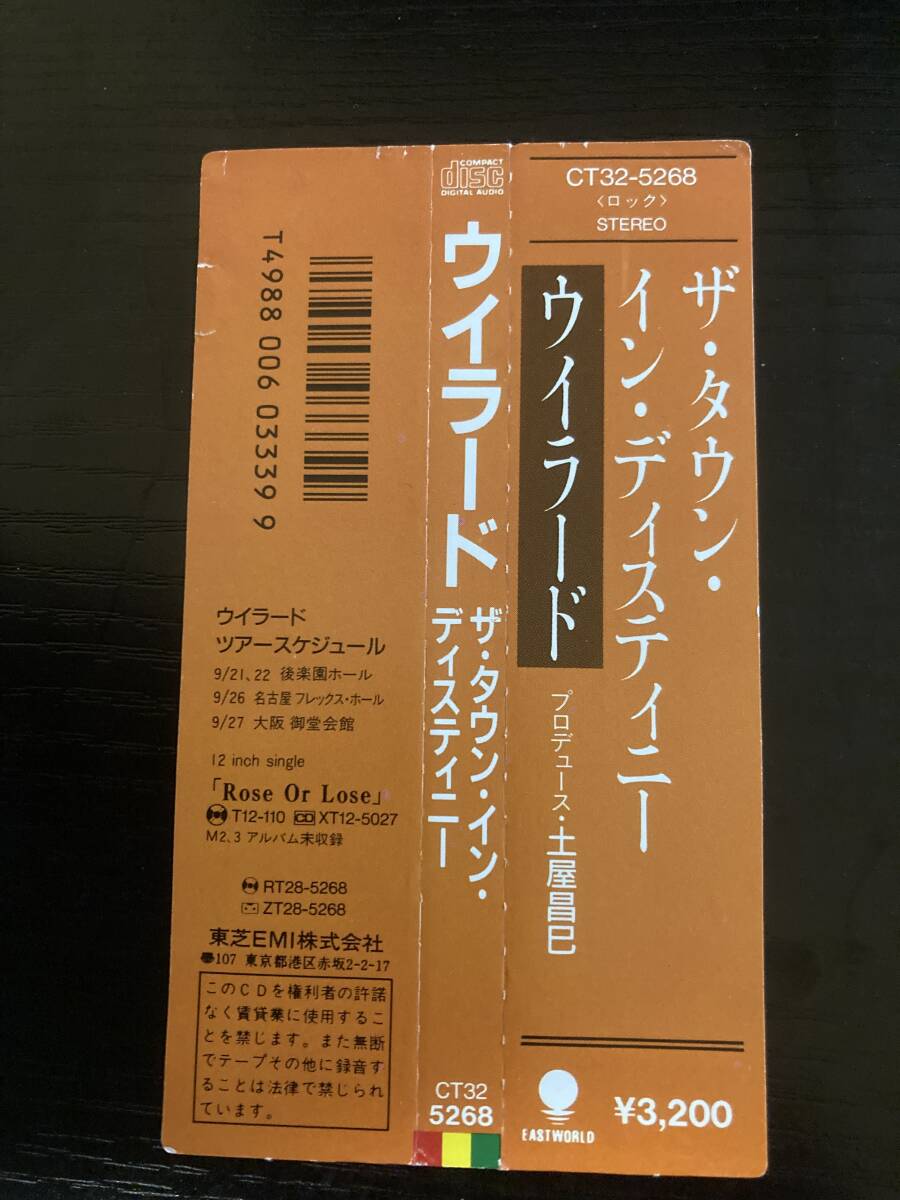 T4988 006 03339 9
ウイラード
ツアースケジュール
9/21、22 後楽園ホール
9/26 名古屋 フレックス・ホール
9/27 大阪 御堂会館
12 inch single
「Rose Or Lose」
T12-110 CD XT12-5027
M2、3 アルバム未収録
RT28-5268
ZT28-5268
東芝EMI株式会社
107 東京都港区赤坂2-2-17
このCDを権利者の許諾
なく賃貸業に使用するこ
とを禁じます。また無断
でテープその他に録音す
ることは法律で禁じられ
ています。
COMPACT
disc
DIGITAL AUDIO
ウイラード
ザ・タウン・イン・
ディスティニー
CT32
5268
CT32-5268
〈ロック〉
STEREO
ザ・タウン・
イン・ディスティニー
ウイラード
プロデュース・土屋昌巳
EASTWORLD
¥3,200